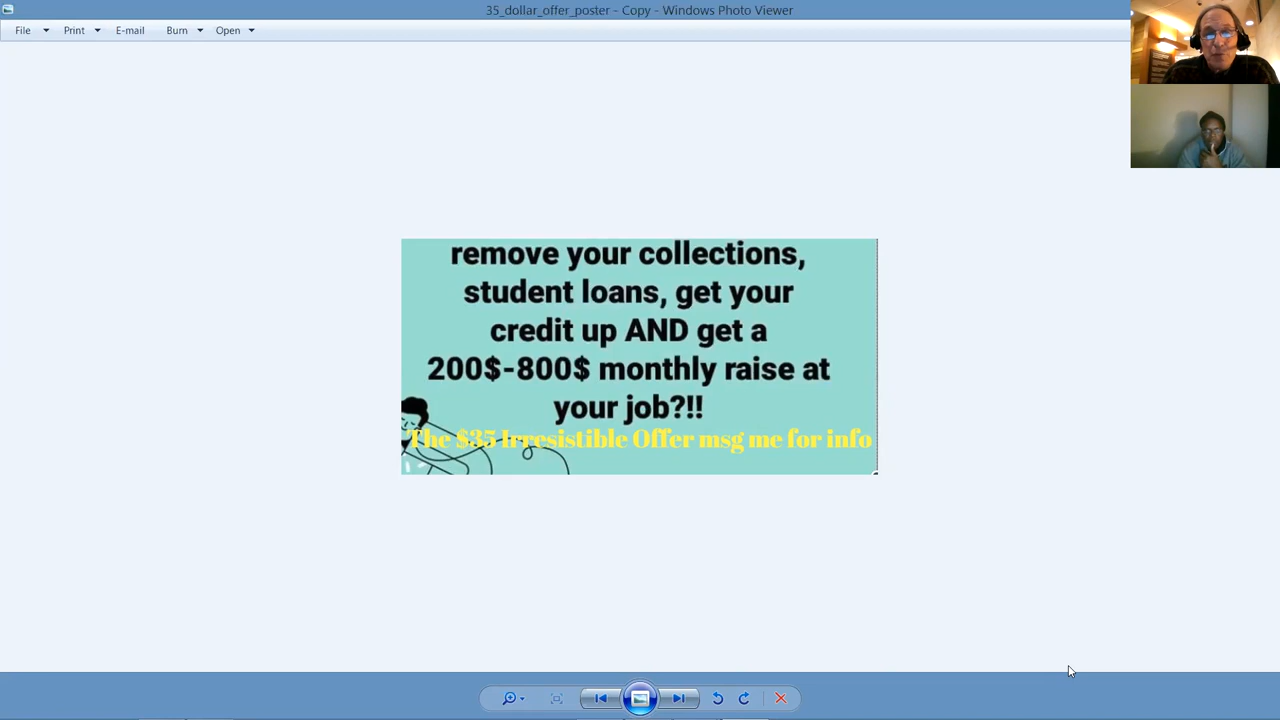 35_dollar_offer_poster - Copy - Windows Photo Viewer
File Print E-mail Burn Open
remove your collections,
student loans, get your
credit up AND get a
200$-800$ monthly raise at
your job?!!
The $35 Irresistible Offer msg me for info